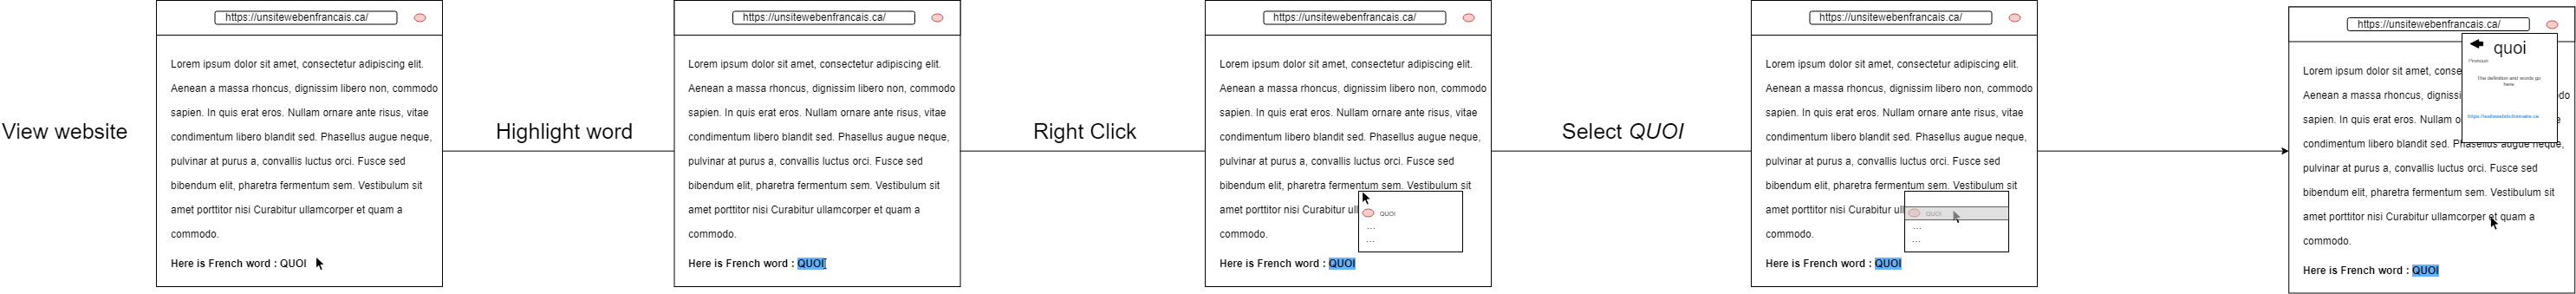 View website
https://unsitewebenfrancais.ca/
Lorem ipsum dolor sit amet, consectetur adipiscing elit.
Aenean a massa rhoncus, dignissim libero non, commodo
sapien. In quis erat eros. Nullam ornare ante risus, vitae
condimentum libero blandit sed. Phasellus augue neque,
pulvinar at purus a, convallis luctus orci. Fusce sed
bibendum elit, pharetra fermentum sem. Vestibulum sit
amet porttitor nisi Curabitur ullamcorper et quam a
commodo.
Here is French word : QUOI
Highlight word
https://unsitewebenfrancais.ca/
Lorem ipsum dolor sit amet, consectetur adipiscing elit.
Aenean a massa rhoncus, dignissim libero non, commodo
sapien. In quis erat eros. Nullam ornare ante risus, vitae
condimentum libero blandit sed. Phasellus augue neque,
pulvinar at purus a, convallis luctus orci. Fusce sed
bibendum elit, pharetra fermentum sem. Vestibulum sit
amet porttitor nisi Curabitur ullamcorper et quam a
commodo.
Here is French word : QUOI
Right Click
https://unsitewebenfrancais.ca/
Lorem ipsum dolor sit amet, consectetur adipiscing elit.
Aenean a massa rhoncus, dignissim libero non, commodo
sapien. In quis erat eros. Nullam ornare ante risus, vitae
condimentum libero blandit sed. Phasellus augue neque,
pulvinar at purus a, convallis luctus orci. Fusce sed
bibendum elit, pharetra fermentum sem. Vestibulum sit
amet porttitor nisi Curabitur ull
commodo.
QUOI
...
...
Here is French word : QUOI
Select QUOI
https://unsitewebenfrancais.ca/
Lorem ipsum dolor sit amet, consectetur adipiscing elit.
Aenean a massa rhoncus, dignissim libero non, commodo
sapien. In quis erat eros. Nullam ornare ante risus, vitae
condimentum libero blandit sed. Phasellus augue neque,
pulvinar at purus a, convallis luctus orci. Fusce sed
bibendum elit, pharetra fermentum sem. Vestibulum sit
amet porttitor nisi Curabitur ull
commodo.
QUOI
...
...
Here is French word : QUOI
https://unsitewebenfrancais.ca/
quoi
Pronoun
The definition and words go
here
Lorem ipsum dolor sit amet, conse
Aenean a massa rhoncus, dignissi do
sapien. In quis erat eros. Nullam o e
condimentum libero blandit sed. Phasellus augue neque,
pulvinar at purus a, convallis luctus orci. Fusce sed
bibendum elit, pharetra fermentum sem. Vestibulum sit
amet porttitor nisi Curabitur ullamcorper et quam a
commodo.
Here is French word : QUOI